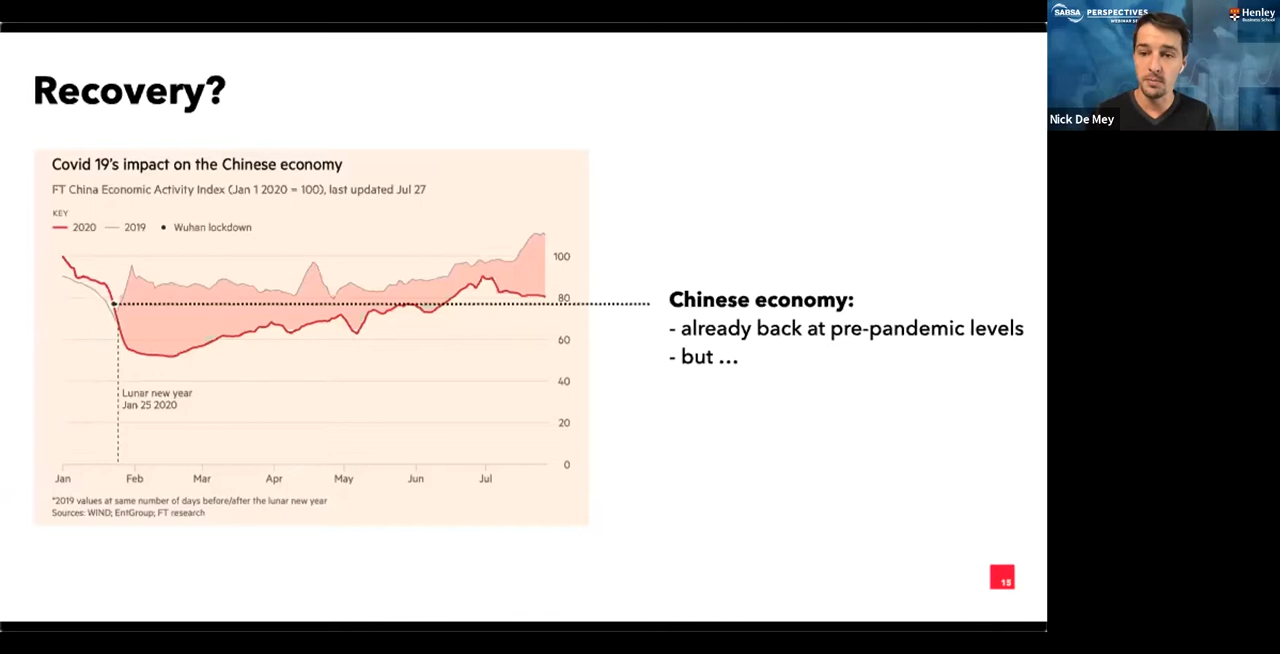 Recovery?
Covid 19's impact on the Chinese economy
FT China Economic Activity Index (Jan 1 2020 = 100), last updated Jul 27
KEY
2020 2019 Wuhan lockdown
100
80
60
40
20
0
Lunar new year
Jan 25 2020
Jan Feb Mar Apr May Jun Jul
*2019 values at same number of days before/after the lunar new year
Sources: WIND; EntGroup; FT research
Chinese economy:
- already back at pre-pandemic levels
- but ...
15
SABSA PERSPECTIVES
Henley
Business School
Nick De Mey